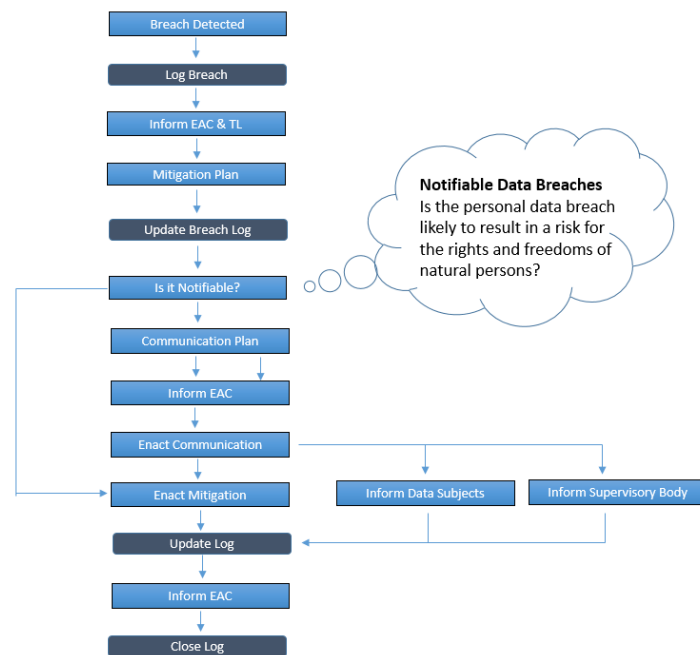 Breach Detected
Log Breach
Inform EAC & TL
Mitigation Plan
Update Breach Log
Is it Notifiable?
Notifiable Data Breaches
Is the personal data breach
likely to result in a risk for
the rights and freedoms of
natural persons?
Communication Plan
Inform EAC
Enact Communication
Enact Mitigation
Inform Data Subjects
Inform Supervisory Body
Update Log
Inform EAC
Close Log